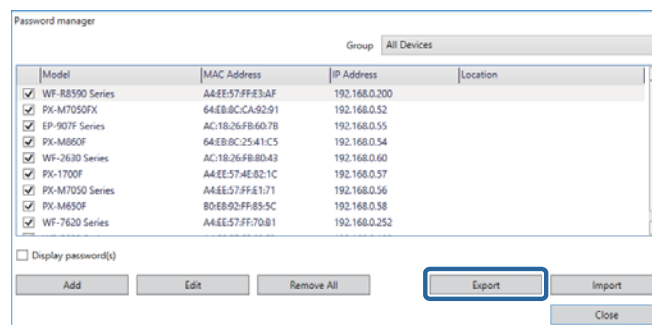 Password manager
Group All Devices
Model MAC Address IP Address Location
WF-R8590 Series A4:EE:57:FF:E3:AF 192.168.0.200
PX-M7050FX 64:EB:8C:CA:92:91 192.168.0.52
EP-907F Series AC:18:26:FB:60:7B 192.168.0.55
PX-M860F 64:EB:8C:25:41:C5 192.168.0.54
WF-2630 Series AC:18:26:FB:80:43 192.168.0.60
PX-1700F A4:EE:57:4E:82:1C 192.168.0.57
PX-M7050 Series A4:EE:57:FF:E1:71 192.168.0.56
PX-M650F B0:E8:92:FF:85:5C 192.168.0.58
WF-7620 Series A4:EE:57:FF:70:B1 192.168.0.252
Display password(s)
Add Edit Remove All Export Import
Close